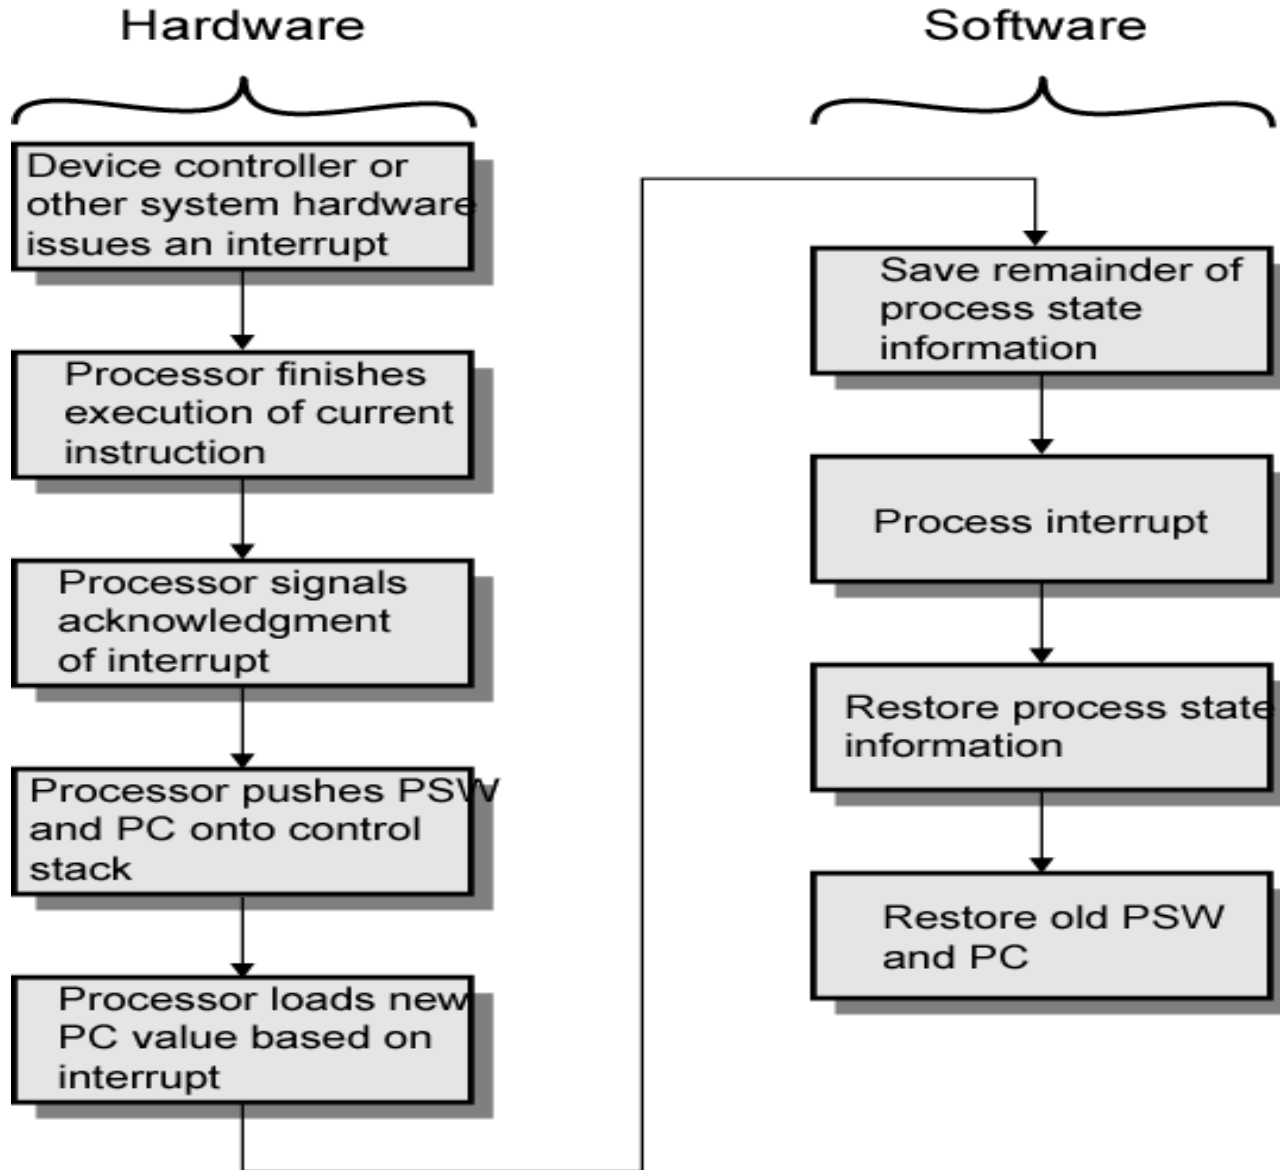 Hardware
Device controller or
other system hardware
issues an interrupt
Processor finishes
execution of current
instruction
Processor signals
acknowledgment
of interrupt
Processor pushes PSW
and PC onto control
stack
Processor loads new
PC value based on
interrupt
Software
Save remainder of
process state
information
Process interrupt
Restore process state
information
Restore old PSW
and PC